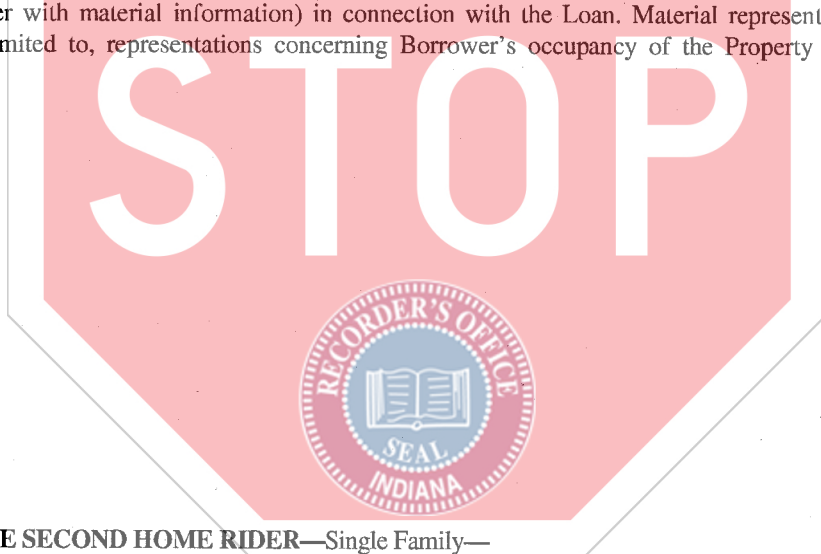 er with material information) in connection with the Loan. Material represent
mited to, representations concerning Borrower's occupancy of the Property
STOP
RECORDER'S OFFICE
SEAL
INDIANA
E SECOND HOME RIDER—Single Family—